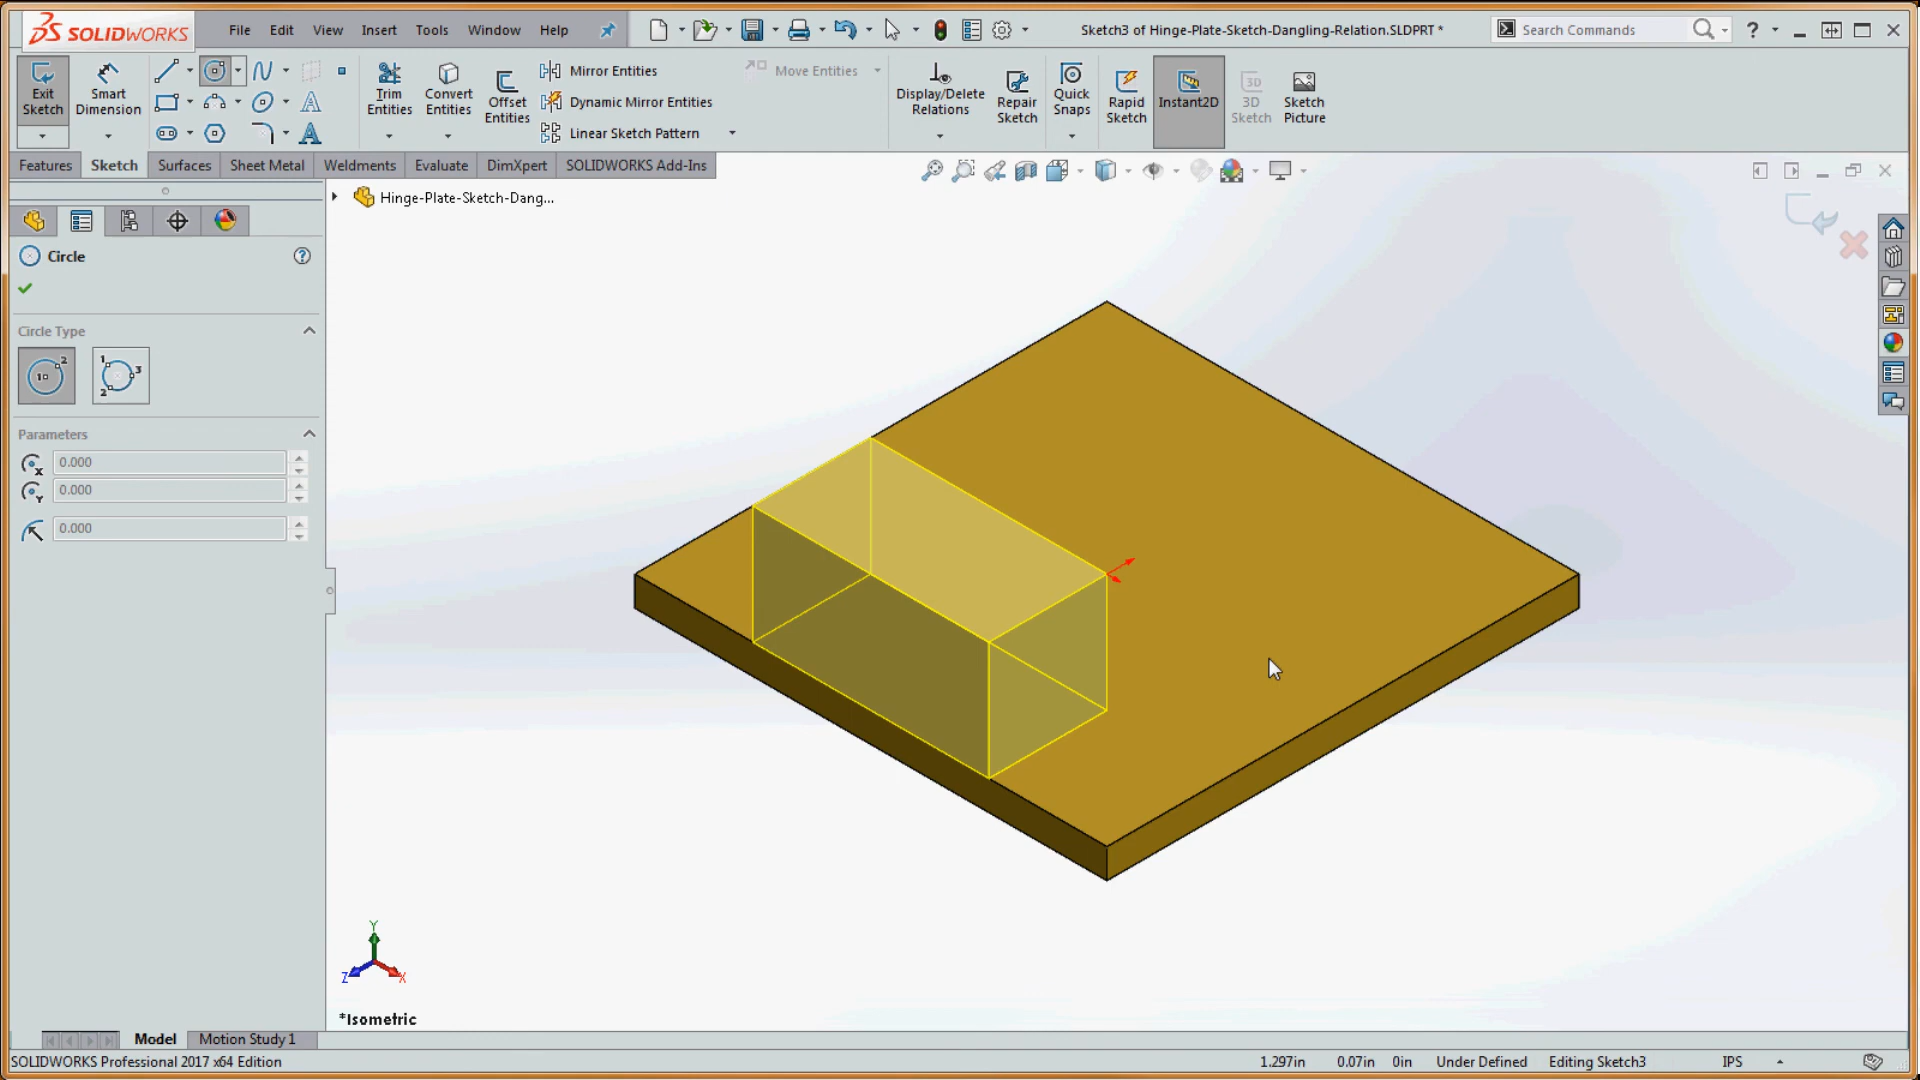 SOLIDWORKS
File Edit View Insert Tools Window Help
Sketch3 of Hinge-Plate-Sketch-Dangling-Relation.SLDPRT *
Search Commands
Exit Sketch
Smart Dimension
Trim Entities
Convert Entities
Offset Entities
Mirror Entities
Dynamic Mirror Entities
Linear Sketch Pattern
Move Entities
Display/Delete Relations
Repair Sketch
Quick Snaps
Rapid Sketch
Instant2D
3D Sketch
Sketch Picture
Features Sketch Surfaces Sheet Metal Weldments Evaluate DimXpert SOLIDWORKS Add-Ins
Hinge-Plate-Sketch-Dang...
Circle
Circle Type
Parameters
0.000
0.000
0.000
Y
Z
X
*Isometric
Model Motion Study 1
SOLIDWORKS Professional 2017 x64 Edition
1.297in 0.07in 0in Under Defined Editing Sketch3 IPS